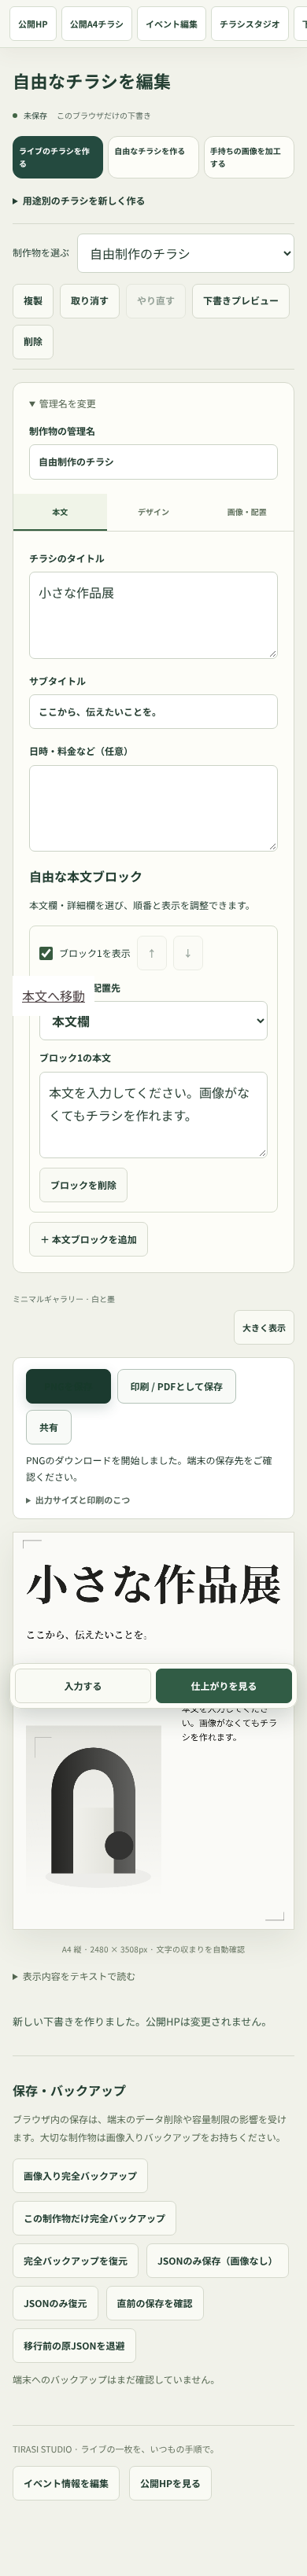 公開HP 公開A4チラシ イベント編集 チラシスタジオ
自由なチラシを編集
未保存 このブラウザだけの下書き
ライブのチラシを作
る
自由なチラシを作る
手持ちの画像を加工
する
▶ 用途別のチラシを新しく作る
制作物を選ぶ 自由制作のチラシ
複製 取り消す やり直す 下書きプレビュー
削除
▼ 管理名を変更
制作物の管理名
自由制作のチラシ
本文 デザイン 画像・配置
チラシのタイトル
小さな作品展
サブタイトル
ここから、伝えたいことを。
日時・料金など（任意）
自由な本文ブロック
本文欄・詳細欄を選び、順番と表示を調整できます。
ブロック1を表示 ↑ ↓
本文へ移動
配置先
本文欄
ブロック1の本文
本文を入力してください。画像がな
くてもチラシを作れます。
ブロックを削除
＋ 本文ブロックを追加
ミニマルギャラリー · 白と墨
大きく表示
印刷 / PDFとして保存
共有
PNGのダウンロードを開始しました。端末の保存先をご確
認ください。
▶ 出力サイズと印刷のこつ
小さな作品展
ここから、伝えたいことを。
入力する 仕上がりを見る
本文を入力してくださ
い。画像がなくてもチラ
シを作れます。
A4 縦 · 2480 × 3508px · 文字の収まりを自動確認
▶ 表示内容をテキストで読む
新しい下書きを作りました。公開HPは変更されません。
保存・バックアップ
ブラウザ内の保存は、端末のデータ削除や容量制限の影響を受け
ます。大切な制作物は画像入りバックアップをお持ちください。
画像入り完全バックアップ
この制作物だけ完全バックアップ
完全バックアップを復元 JSONのみ保存（画像なし）
JSONのみ復元 直前の保存を確認
移行前の原JSONを退避
端末へのバックアップはまだ確認していません。
TIRASI STUDIO · ライブの一枚を、いつもの手順で。
イベント情報を編集 公開HPを見る